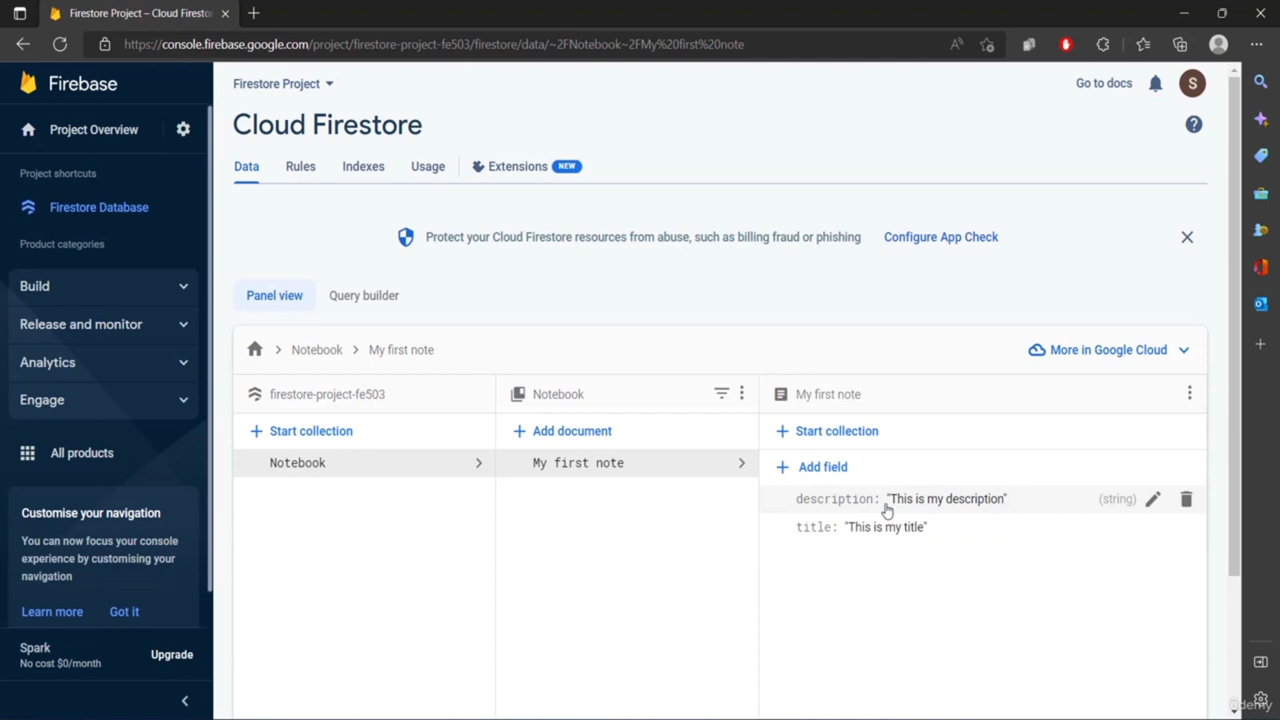 Firestore Project – Cloud Firestor
https://console.firebase.google.com/project/firestore-project-fe503/firestore/data/~2FNotebook~2FMy%20first%20note
Firebase
Project Overview
Project shortcuts
Firestore Database
Product categories
Build
Release and monitor
Analytics
Engage
All products
Customise your navigation
You can now focus your console
experience by customising your
navigation
Learn more Got it
Spark
No cost $0/month
Upgrade
Firestore Project
Go to docs
S
Cloud Firestore
Data Rules Indexes Usage Extensions NEW
Protect your Cloud Firestore resources from abuse, such as billing fraud or phishing Configure App Check
Panel view Query builder
Notebook > My first note
More in Google Cloud
firestore-project-fe503
Start collection
Notebook
Notebook
Add document
My first note
My first note
Start collection
Add field
description: "This is my description" (string)
title: "This is my title"
Udemy